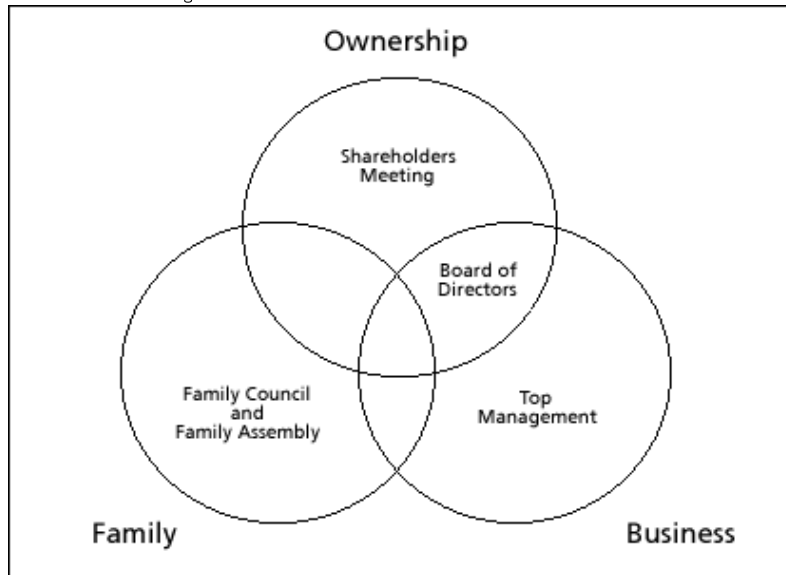 Ownership
Shareholders
Meeting
Board of
Directors
Family Council
and
Family Assembly
Top
Management
Family
Business